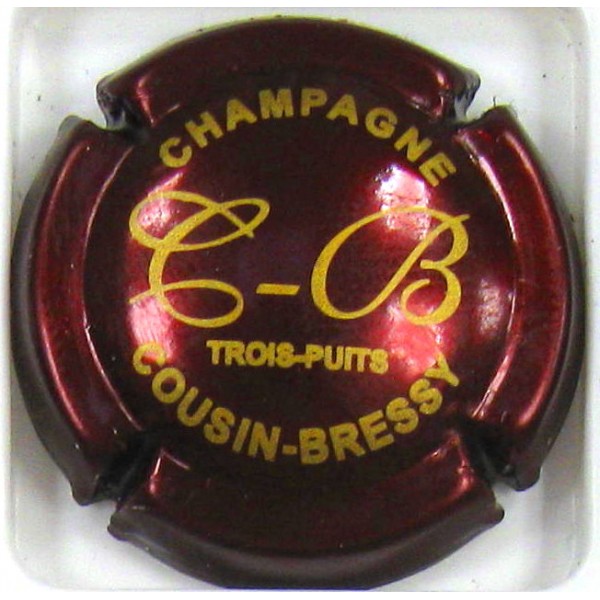 CHAMPAGNE
C-B
TROIS-PUITS
COUSIN-BRESSY